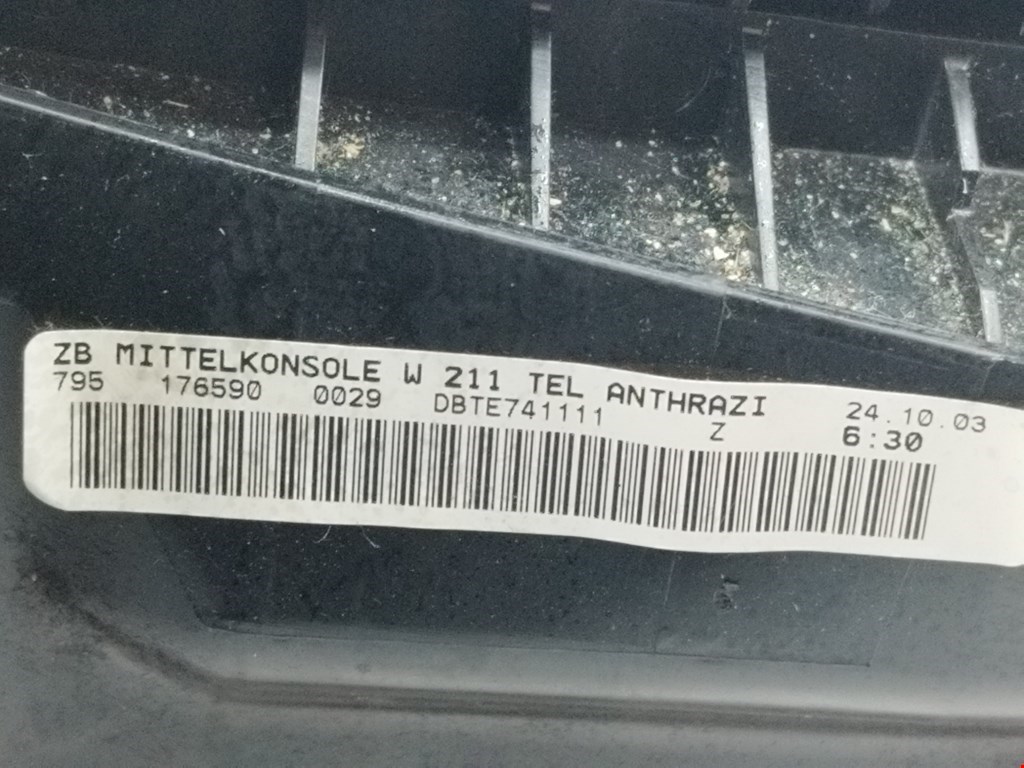 ZB MITTELKONSOLE W 211 TEL ANTHRAZI 24.10.03
795 176590 0029 DBTE741111 Z 6:30